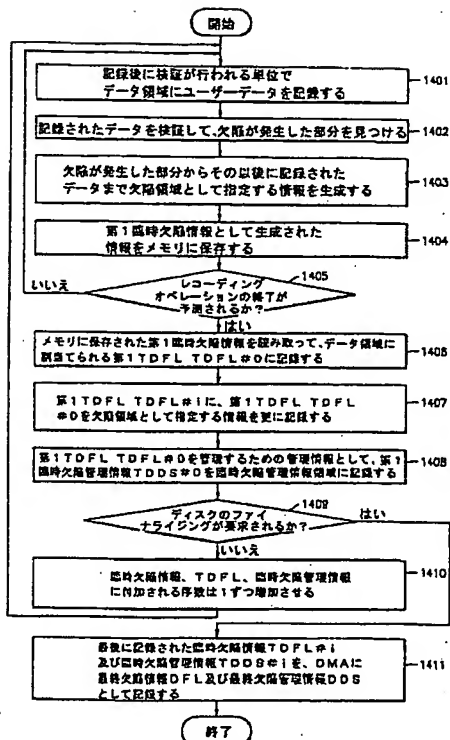 開始
記録後に検証が行われる単位で
データ領域にユーザーデータを記録する
1401
記録されたデータを検証して、欠陥が発生した部分を見つける
1402
欠陥が発生した部分からその以後に記録された
データまで欠陥領域として指定する情報を生成する
1403
第1臨時欠陥情報として生成された
情報をメモリに保存する
1404
1405
レコーディング
オペレーションの終了が
予測されるか?
いいえ
はい
メモリに保存された第1臨時欠陥情報を読み取って、データ領域に
割当てられる第1TDFL TDFL#0に記録する
1406
第1TDFL TDFL#iに、第1TDFL TDFL
#0を欠陥領域として指定する情報を更に記録する
1407
第1TDFL TDFL#0を管理するための管理情報として、第1
臨時欠陥管理情報TDDS#0を臨時欠陥管理情報領域に記録する
1408
1409
ディスクのファイ
ナライジングが要求されるか?
はい
いいえ
臨時欠陥情報、TDFL、臨時欠陥管理情報
に付加される序数は1ずつ増加させる
1410
最後に記録された臨時欠陥情報TDFL#i
及び臨時欠陥管理情報TDDS#iを、DMAに
最終欠陥情報DFL及び最終欠陥管理情報DDS
として記録する
1411
終了